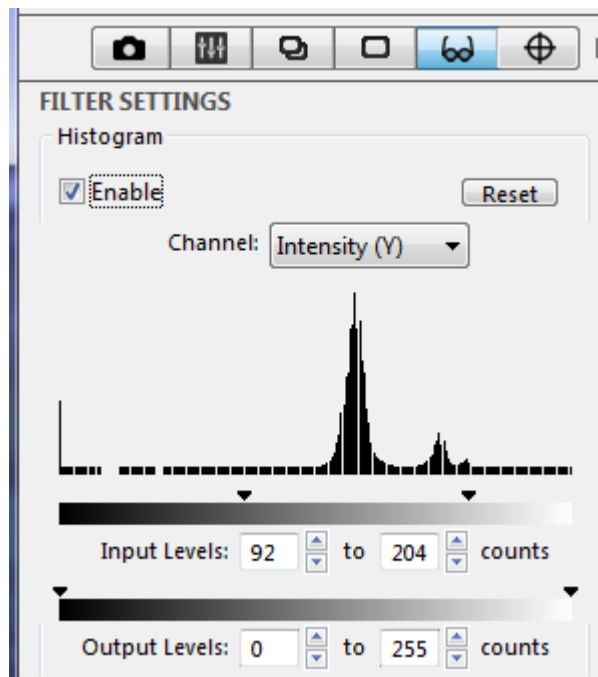 FILTER SETTINGS
Histogram
Enable Reset
Channel: Intensity (Y)
Input Levels: 92 to 204 counts
Output Levels: 0 to 255 counts